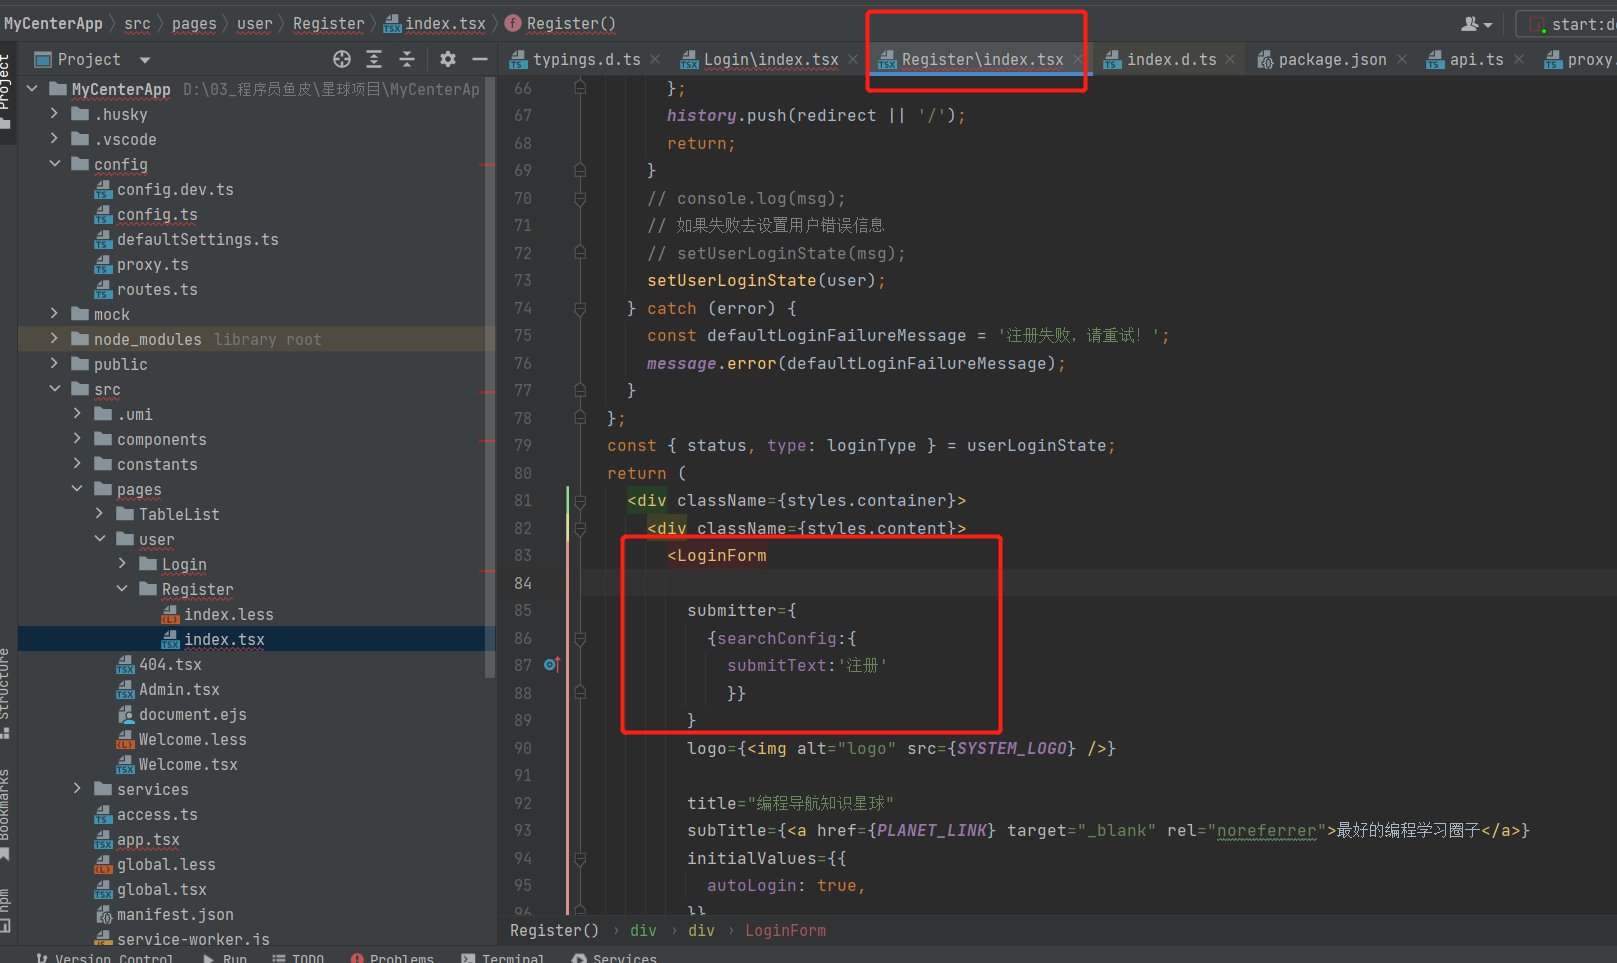 MyCenterApp src pages user Register index.tsx Register()
start:de
Project
typings.d.ts Login\index.tsx Register\index.tsx index.d.ts package.json api.ts proxy.
Project
MyCenterApp D:\03_程序员鱼皮\星球项目\MyCenterAp
.husky
.vscode
config
config.dev.ts
config.ts
defaultSettings.ts
proxy.ts
routes.ts
mock
node_modules library root
public
src
.umi
components
constants
pages
TableList
user
Login
Register
index.less
index.tsx
404.tsx
Admin.tsx
document.ejs
Welcome.less
Welcome.tsx
services
access.ts
app.tsx
global.less
global.tsx
manifest.json
service-worker.js
Structure
Bookmarks
npm
66 };
67 history.push(redirect || '/');
68 return;
69 }
70 // console.log(msg);
71 // 如果失败去设置用户错误信息
72 // setUserLoginState(msg);
73 setUserLoginState(user);
74 } catch (error) {
75 const defaultLoginFailureMessage = '注册失败，请重试！';
76 message.error(defaultLoginFailureMessage);
77 }
78 };
79 const { status, type: loginType } = userLoginState;
80 return (
81 <div className={styles.container}>
82 <div className={styles.content}>
83 <LoginForm
84
85 submitter={
86 {searchConfig:{
87 submitText:'注册'
88 }}
89 }
90 logo={<img alt="logo" src={SYSTEM_LOGO} />}
91
92 title="编程导航知识星球"
93 subTitle={<a href={PLANET_LINK} target="_blank" rel="noreferrer">最好的编程学习圈子</a>}
94 initialValues={{
95 autoLogin: true,
96 }}
Register() div div LoginForm
Version Control Run TODO Problems Terminal Services